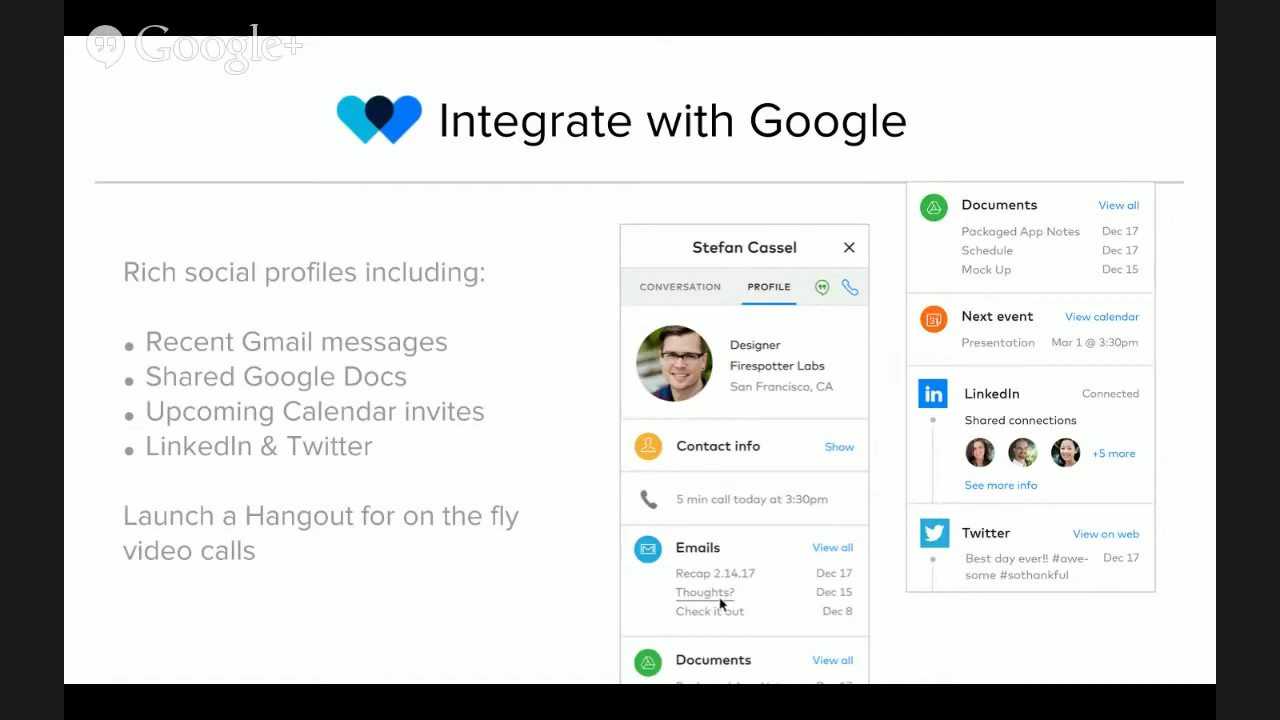 Google+
Integrate with Google
Rich social profiles including:
• Recent Gmail messages
• Shared Google Docs
• Upcoming Calendar invites
• LinkedIn & Twitter
Launch a Hangout for on the fly
video calls
Stefan Cassel
CONVERSATION PROFILE
Designer
Firespotter Labs
San Francisco, CA
Contact info Show
5 min call today at 3:30pm
Emails View all
Recap 2.14.17 Dec 17
Thoughts? Dec 15
Check it out Dec 8
Documents View all
Documents View all
Packaged App Notes Dec 17
Schedule Dec 17
Mock Up Dec 15
31
Next event View calendar
Presentation Mar 1 @ 3:30pm
in
LinkedIn Connected
Shared connections
+5 more
See more info
Twitter View on web
Best day ever!! #awe- Dec 17
some #sothankful